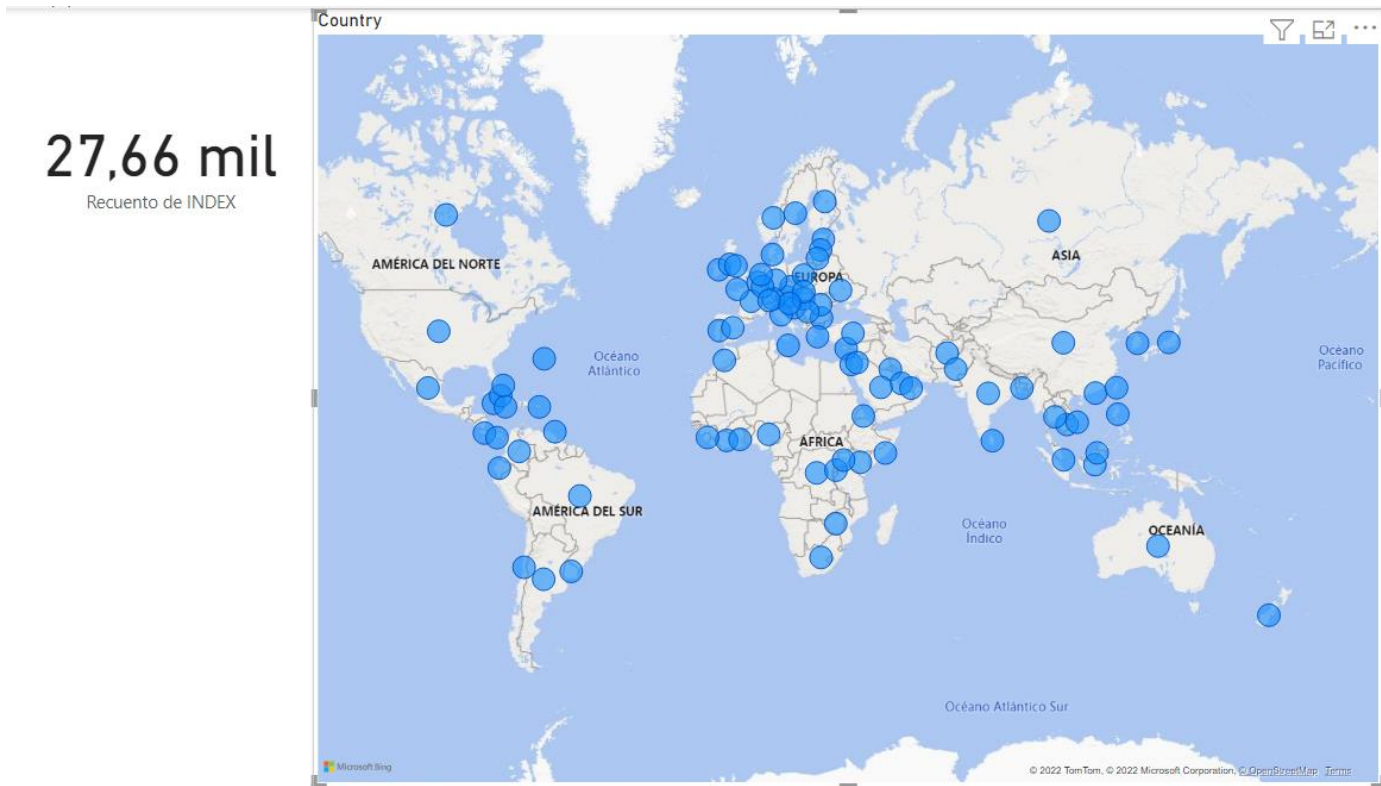 Country
27,66 mil
Recuento de INDEX
AMÉRICA DEL NORTE
ASIA
EUROPA
Océano
Atlántico
Océano
Pacífico
ÁFRICA
AMÉRICA DEL SUR
Océano
Índico
OCEANÍA
Océano Atlántico Sur
Microsoft Bing
© 2022 TomTom, © 2022 Microsoft Corporation, © OpenStreetMap Terms